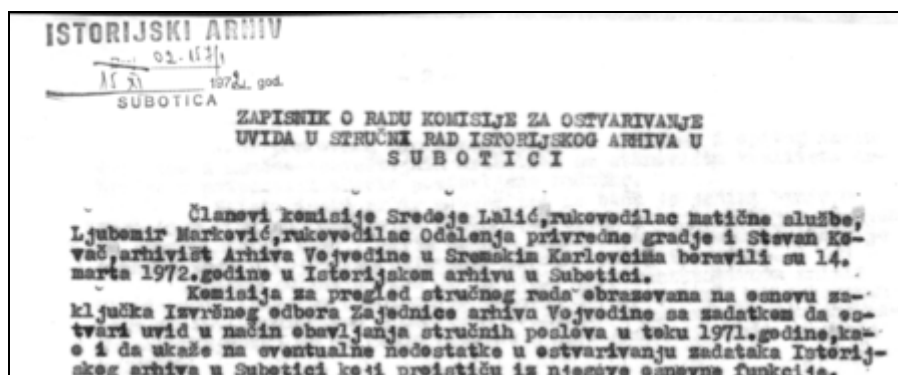 ISTORIJSKI ARHIV
02-157/1
15 XI 1972 god.
SUBOTICA
ZAPISNIK O RADU KOMISIJE ZA OSTVARIVANJE
UVIDA U STRUČNI RAD ISTORIJSKOG ARHIVA U
S U B O T I C I
Članovi komisije Sredoje Lalić,rukovodilac matične službe,
Ljubomir Marković,rukovodilac Odelenja privredne gradje i Stevan Ko-
vač,arhivist Arhiva Vojvodine u Sremskim Karlovcima boravili su 14.
marta 1972.godine u Istorijskom arhivu u Subotici.
Komisija za pregled stručnog rada obrazovana na osnovu za-
ključka Izvršnog odbora Zajednice arhiva Vojvodine sa zadatkom da os-
tvari uvid u način obavljanja stručnih poslova u toku 1971.godine,ka-
o i da ukaže na eventualne nedostatke u ostvarivanju zadataka Istorij-
skog arhiva u Subotici koji proističu iz njegove osnovne funkcije.